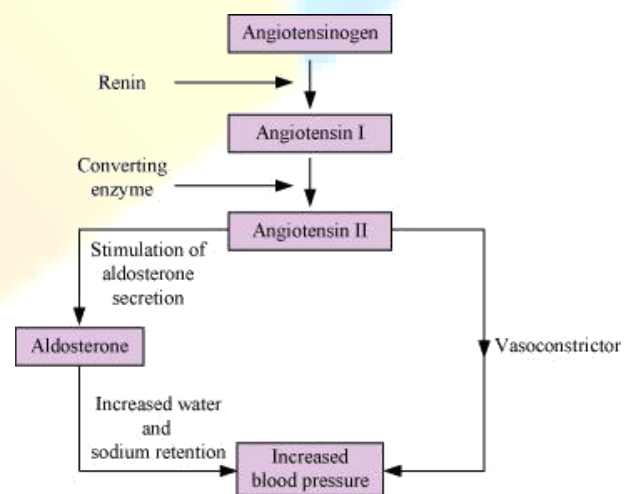 Angiotensinogen
Renin
Angiotensin I
Converting
enzyme
Angiotensin II
Stimulation of
aldosterone
secretion
Aldosterone
Vasoconstrictor
Increased water
and
sodium retention
Increased
blood pressure